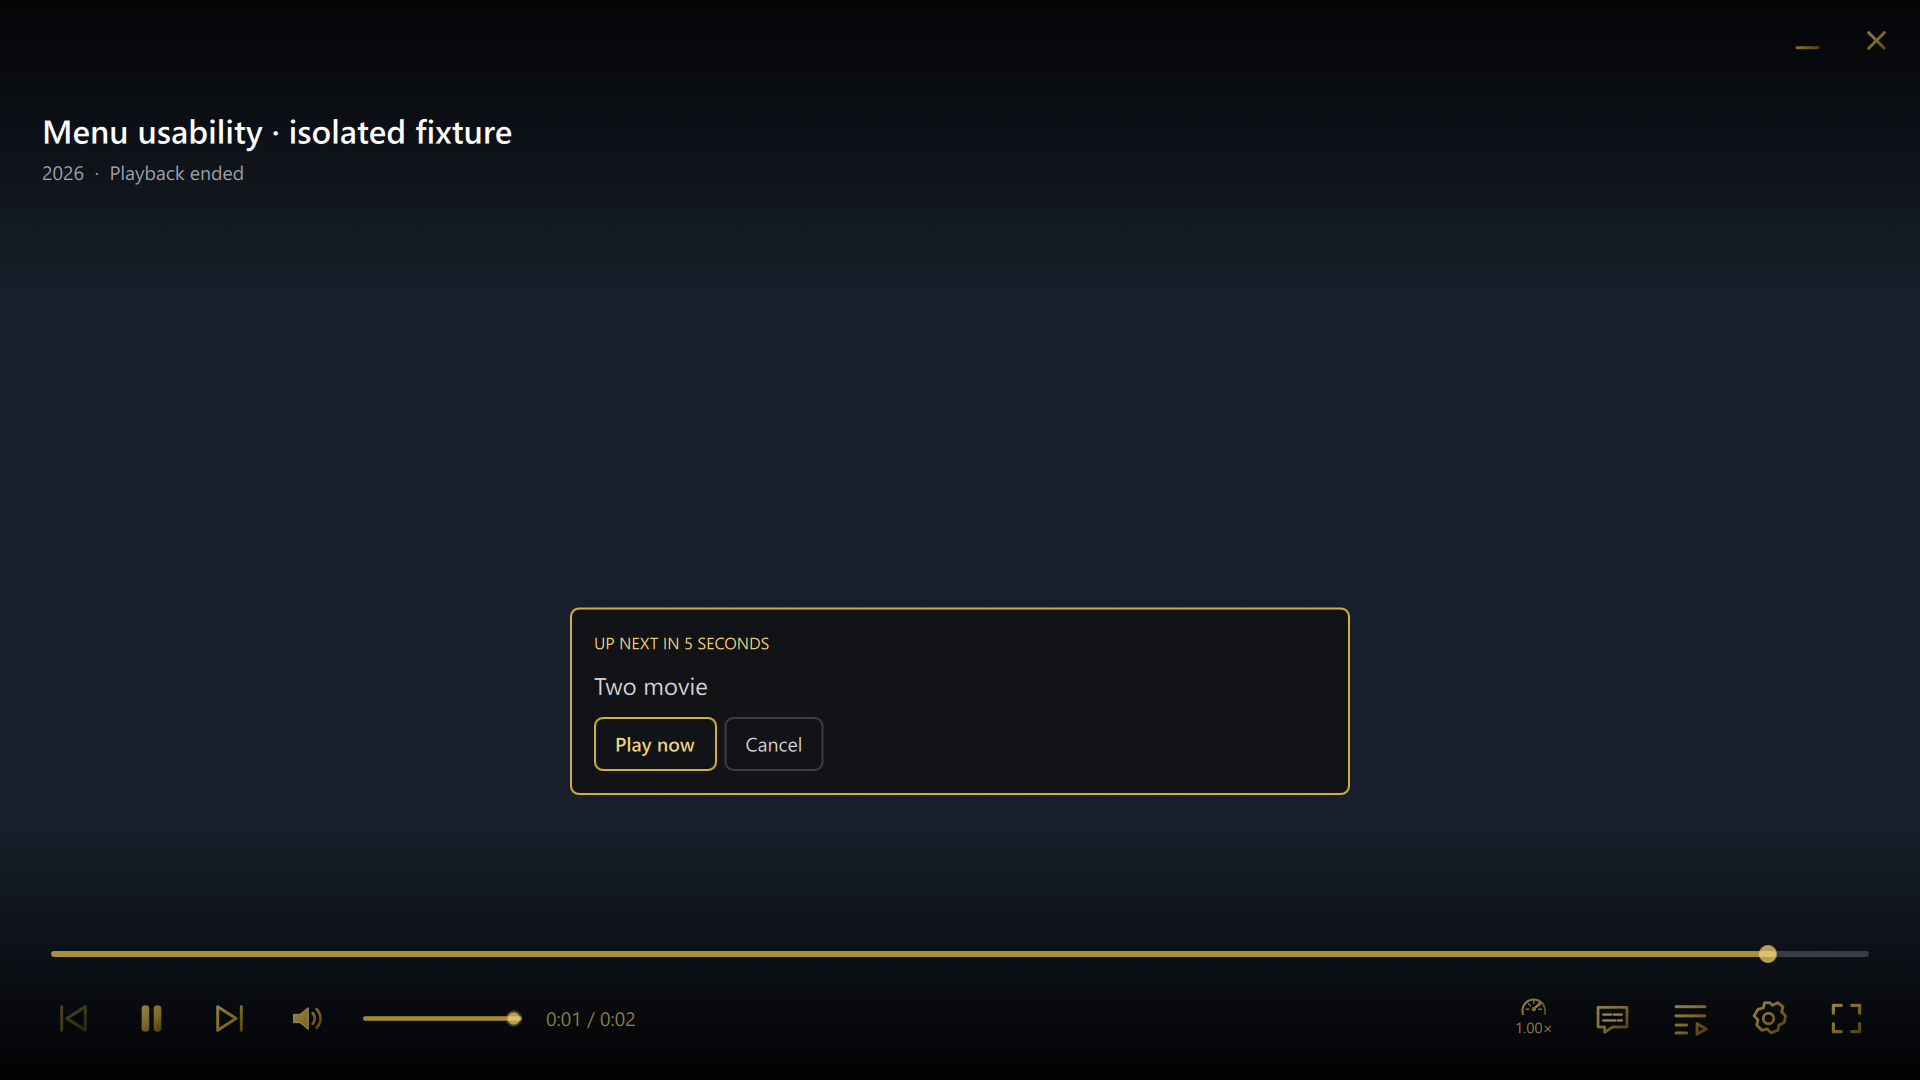 Menu usability · isolated fixture
2026 · Playback ended
UP NEXT IN 5 SECONDS
Two movie
Play now Cancel
0:01 / 0:02
1.00×